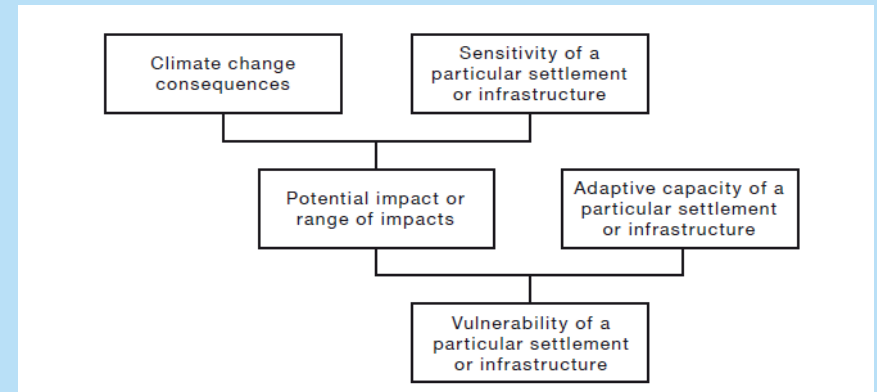 Climate change
consequences
Sensitivity of a
particular settlement
or infrastructure
Potential impact or
range of impacts
Adaptive capacity of a
particular settlement
or infrastructure
Vulnerability of a
particular settlement
or infrastructure